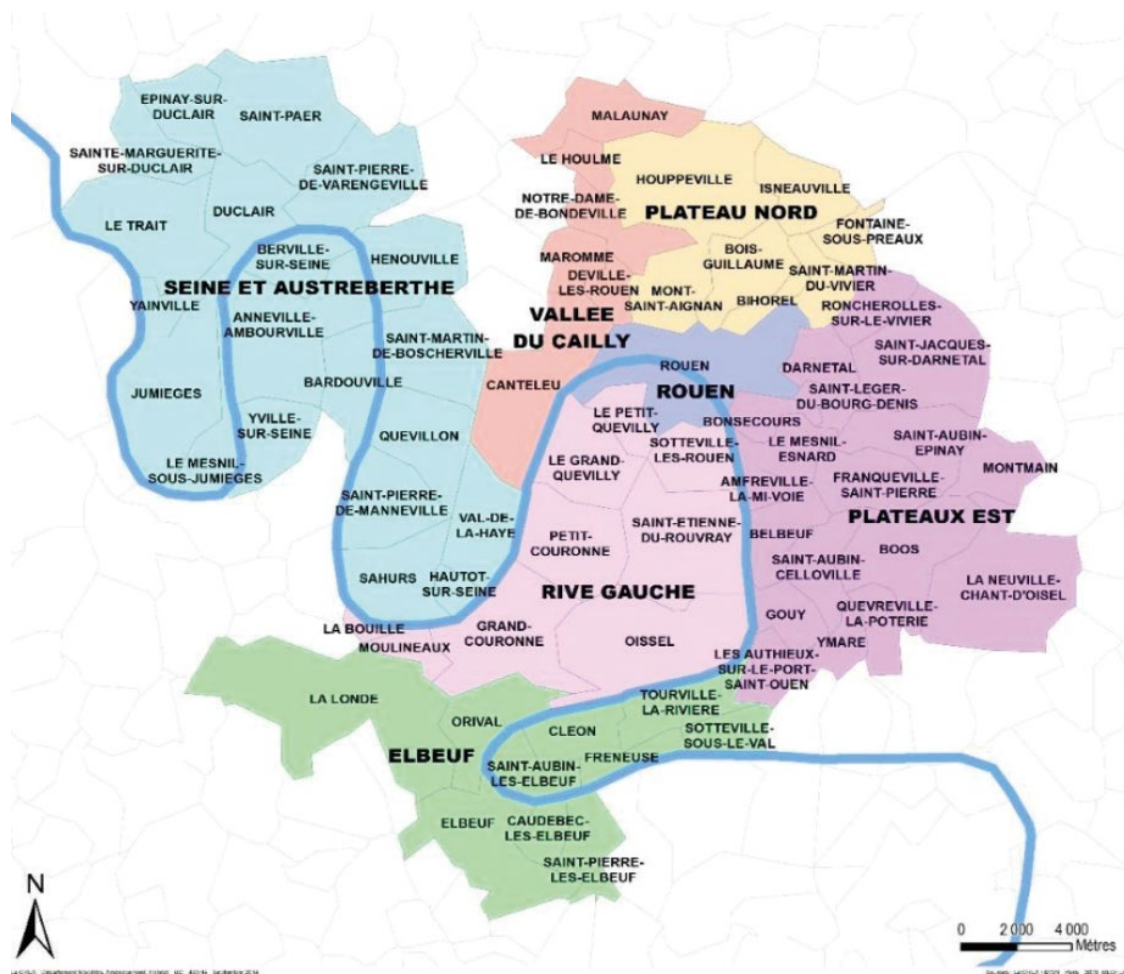 EPINAY-SUR-
DUCLAIR
SAINT-PAER
SAINTE-MARGUERITE-
SUR-DUCLAIR
SAINT-PIERRE-
DE-VARENGEVILLE
LE TRAIT
DUCLAIR
BERVILLE-
SUR-SEINE
HENOUVILLE
SEINE ET AUSTREBERTHE
YAINVILLE
ANNEVILLE-
AMBOURVILLE
SAINT-MARTIN-
DE-BOSCHERVILLE
BARDOUVILLE
JUMIEGES
YVILLE-
SUR-SEINE
QUEVILLON
LE MESNIL-
SOUS-JUMIEGES
SAINT-PIERRE-
DE-MANNEVILLE
VAL-DE-
LA-HAYE
SAHURS
HAUTOT-
SUR-SEINE
MALAUNAY
LE HOULME
NOTRE-DAME-
DE-BONDEVILLE
MAROMME
DEVILLE-
LES-ROUEN
VALLEE
DU CAILLY
CANTELEU
HOUPPEVILLE
ISNEAUVILLE
PLATEAU NORD
FONTAINE-
SOUS-PREAUX
BOIS-
GUILLAUME
SAINT-MARTIN-
DU-VIVIER
MONT-
SAINT-AIGNAN
BIHOREL
ROUEN
ROUEN
RONCHEROLLES-
SUR-LE-VIVIER
SAINT-JACQUES-
SUR-DARNETAL
DARNETAL
SAINT-LEGER-
DU-BOURG-DENIS
BONSECOURS
LE MESNIL-
ESNARD
SAINT-AUBIN-
EPINAY
MONTMAIN
AMFREVILLE-
LA-MI-VOIE
FRANQUEVILLE-
SAINT-PIERRE
PLATEAUX EST
BELBEUF
BOOS
SAINT-AUBIN-
CELLOVILLE
LA NEUVILLE-
CHANT-D'OISEL
GOUY
QUEVREVILLE-
LA-POTERIE
YMARE
LES AUTHIEUX-
SUR-LE-PORT-
SAINT-OUEN
LE PETIT-
QUEVILLY
SOTTEVILLE-
LES-ROUEN
LE GRAND-
QUEVILLY
PETIT-
COURONNE
SAINT-ETIENNE-
DU-ROUVRAY
RIVE GAUCHE
LA BOUILLE
MOULINEAUX
GRAND-
COURONNE
OISSEL
LA LONDE
ORIVAL
CLEON
TOURVILLE-
LA-RIVIERE
SOTTEVILLE-
SOUS-LE-VAL
ELBEUF
FRENEUSE
SAINT-AUBIN-
LES-ELBEUF
ELBEUF
CAUDEBEC-
LES-ELBEUF
SAINT-PIERRE-
LES-ELBEUF
N
0 2 000 4 000
Mètres